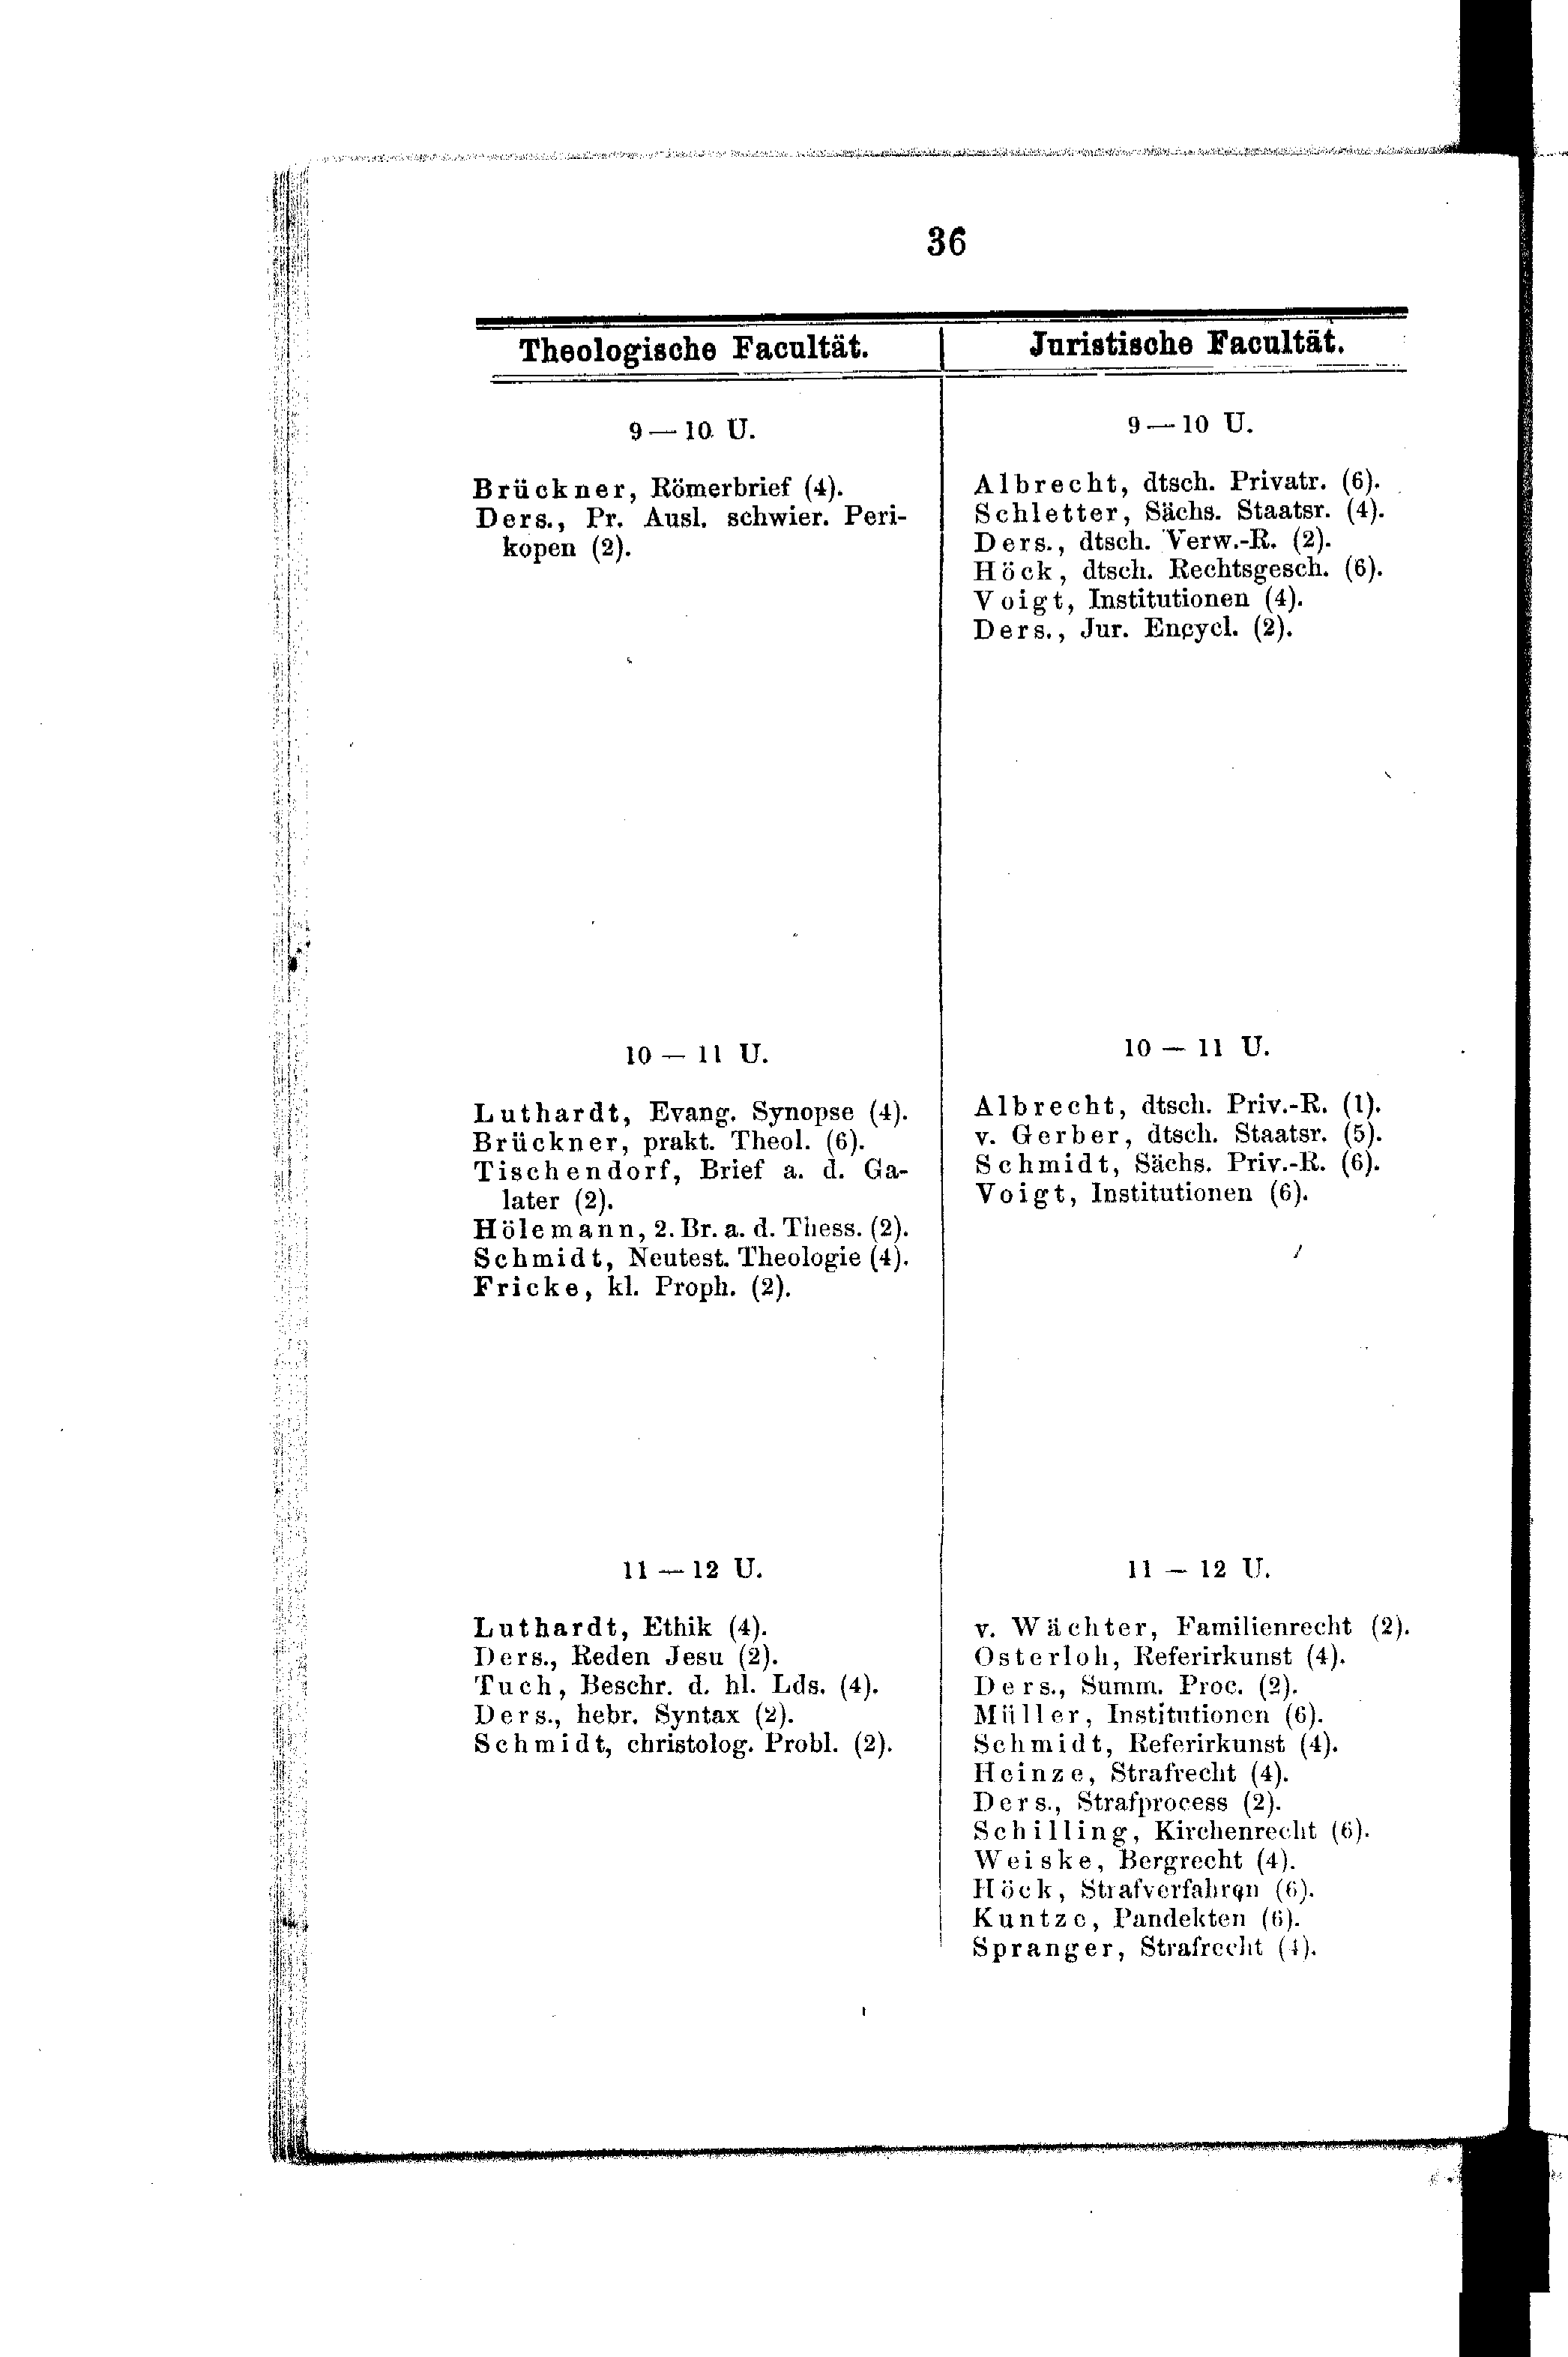 36
Theologische Facultät.
9—10 U.
Brückner, Römerbrief (4).
Ders., Pr. Ausl. schwier. Peri-
kopen (2).
10 — 11 U.
Luthardt, Evang. Synopse (4).
Brückner, prakt. Theol. (6).
Tischendorf, Brief a. d. Ga-
later (2).
Hölemann, 2. Br. a. d. Thess. (2).
Schmidt, Neutest. Theologie (4).
Fricke, kl. Proph. (2).
11 — 12 U.
Luthardt, Ethik (4).
Ders., Reden Jesu (2).
Tuch, Beschr. d. hl. Lds. (4).
Ders., hebr. Syntax (2).
Schmidt, christolog. Probl. (2).
Juristische Facultät.
9—10 U.
Albrecht, dtsch. Privatr. (6).
Schletter, Sächs. Staatsr. (4).
Ders., dtsch. Verw.-R. (2).
Höck, dtsch. Rechtsgesch. (6).
Voigt, Institutionen (4).
Ders., Jur. Encycl. (2).
10 — 11 U.
Albrecht, dtsch. Priv.-R. (1).
v. Gerber, dtsch. Staatsr. (5).
Schmidt, Sächs. Priv.-R. (6).
Voigt, Institutionen (6).
11 — 12 U.
v. Wächter, Familienrecht (2).
Osterloh, Referirkunst (4).
Ders., Summ. Proc. (2).
Müller, Institutionen (6).
Schmidt, Referirkunst (4).
Heinze, Strafrecht (4).
Ders., Strafprocess (2).
Schilling, Kirchenrecht (6).
Weiske, Bergrecht (4).
Höck, Strafverfahren (6).
Kuntze, Pandekten (6).
Spranger, Strafrecht (4).